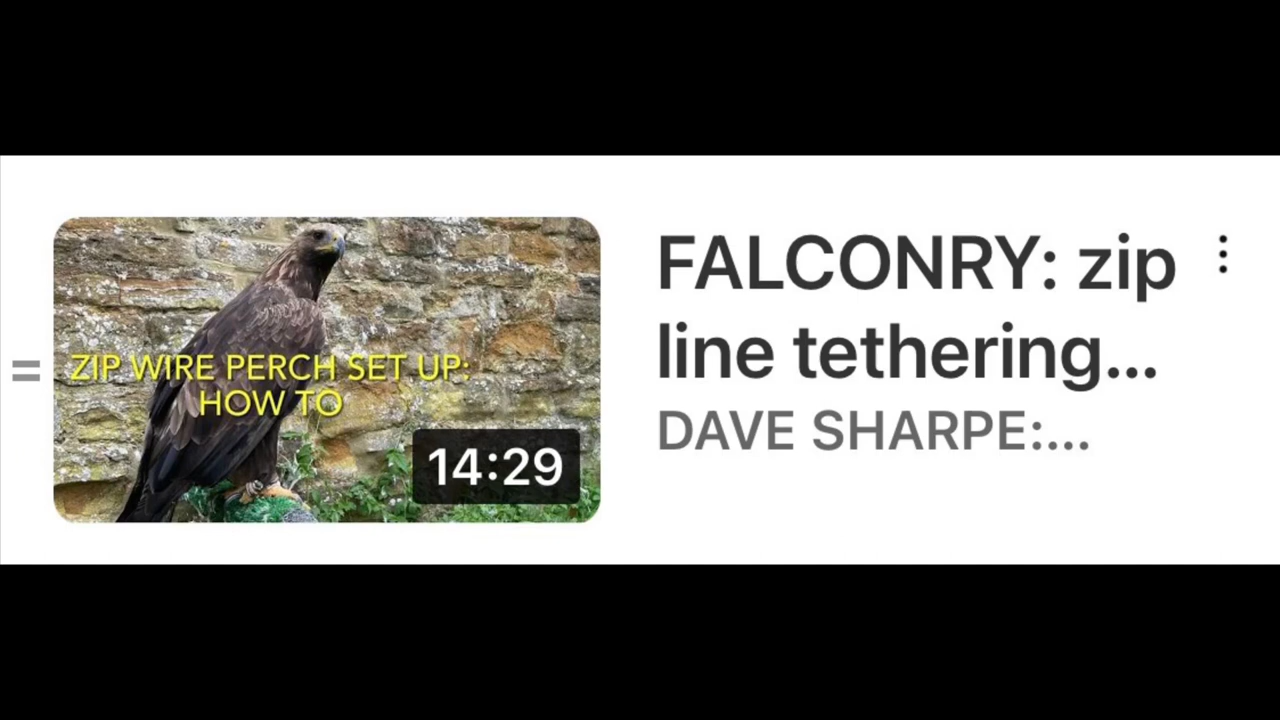 ZIP WIRE PERCH SET UP:
HOW TO
14:29
FALCONRY: zip
line tethering...
DAVE SHARPE:...